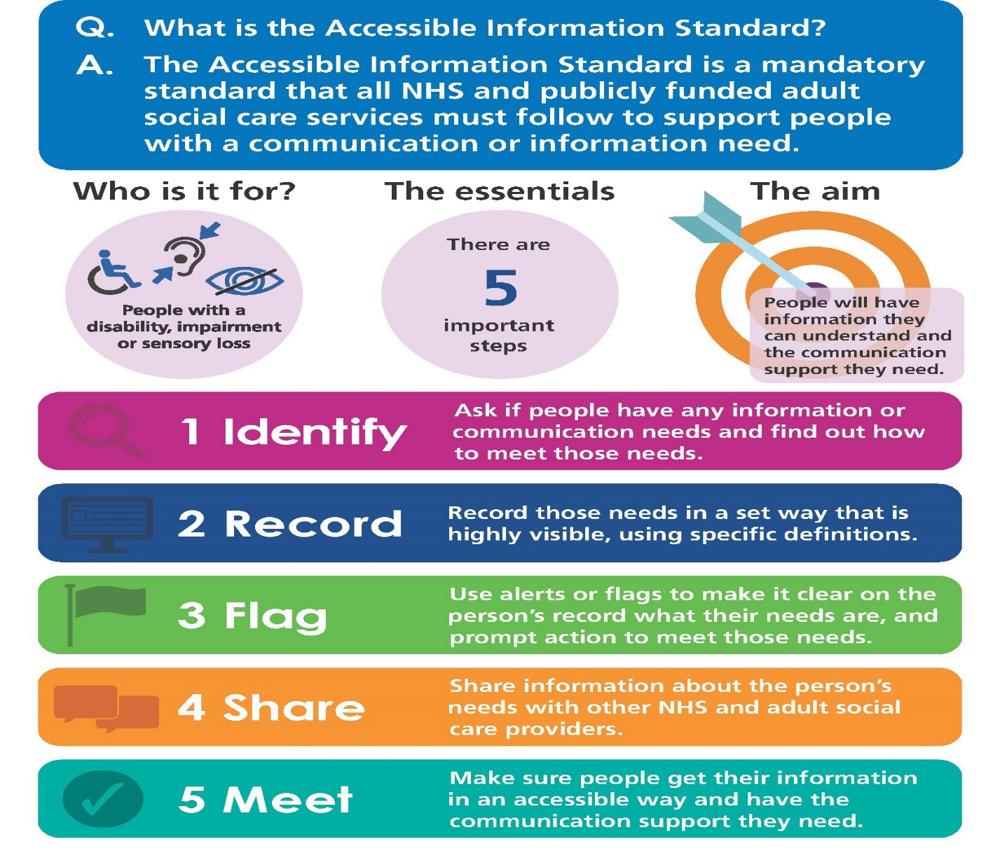 Q. What is the Accessible Information Standard?
A. The Accessible Information Standard is a mandatory
standard that all NHS and publicly funded adult
social care services must follow to support people
with a communication or information need.
Who is it for?
People with a
disability, impairment
or sensory loss
The essentials
There are
5
important
steps
The aim
People will have
information they
can understand and
the communication
support they need.
1 Identify
Ask if people have any information or
communication needs and find out how
to meet those needs.
2 Record
Record those needs in a set way that is
highly visible, using specific definitions.
3 Flag
Use alerts or flags to make it clear on the
person’s record what their needs are, and
prompt action to meet those needs.
4 Share
Share information about the person’s
needs with other NHS and adult social
care providers.
5 Meet
Make sure people get their information
in an accessible way and have the
communication support they need.